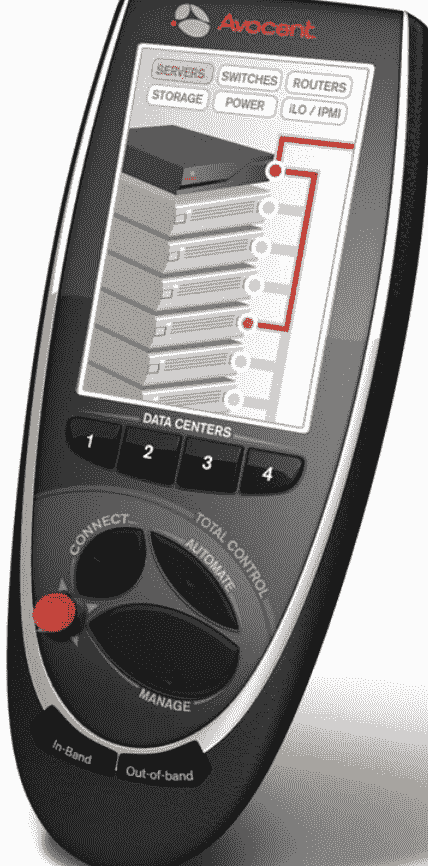 Avocent
SERVERS SWITCHES ROUTERS
STORAGE POWER iLO / IPMI
DATA CENTERS
1 2 3 4
CONNECT
TOTAL CONTROL
AUTOMATE
MANAGE
In-Band Out-of-band